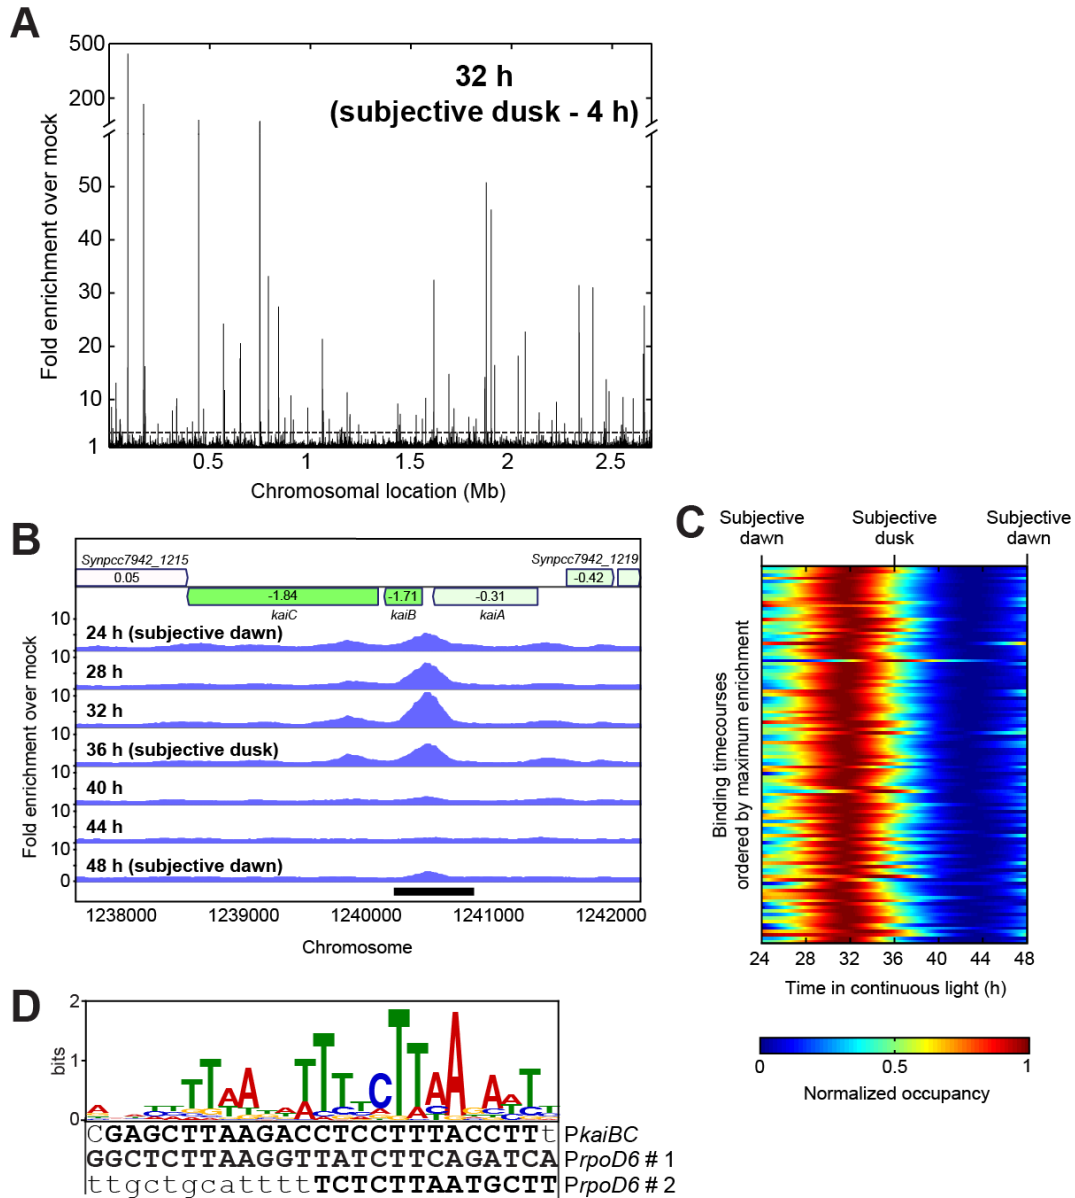 A
32 h
(subjective dusk - 4 h)
Fold enrichment over mock
500
200
50
40
30
20
10
1
0.5 1 1.5 2 2.5
Chromosomal location (Mb)
B
Synpcc7942_1215 Synpcc7942_1219
0.05 -0.42
-1.84 -1.71 -0.31
kaiC kaiB kaiA
Fold enrichment over mock
10
24 h (subjective dawn)
10
28 h
10
32 h
10
36 h (subjective dusk)
10
40 h
10
44 h
10
48 h (subjective dawn)
0
1238000 1239000 1240000 1241000 1242000
Chromosome
C
Subjective dawn
Subjective dusk
Subjective dawn
Binding timecourses
ordered by maximum enrichment
24 28 32 36 40 44 48
Time in continuous light (h)
0 0.5 1
Normalized occupancy
D
2
bits
1
0
CGAGCTTAAGACCTCCTTTACCTTt PkaiBC
GGCTCTTAAGGTTATCTTCAGATCA PrpoD6 # 1
ttgctgcattttTCTCTTAATGCTT PrpoD6 # 2